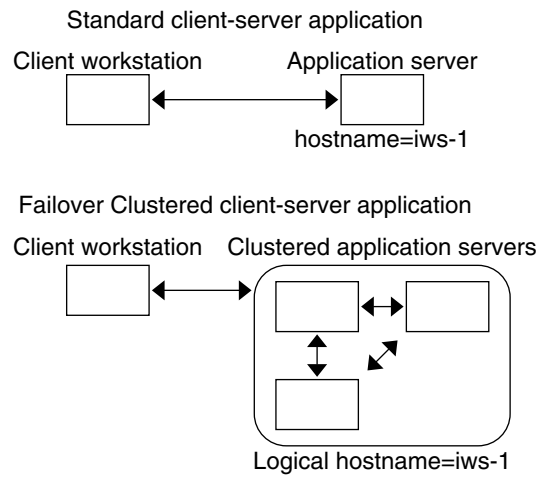 Standard client-server application
Client workstation
Application server
hostname=iws-1
Failover Clustered client-server application
Client workstation
Clustered application servers
Logical hostname=iws-1